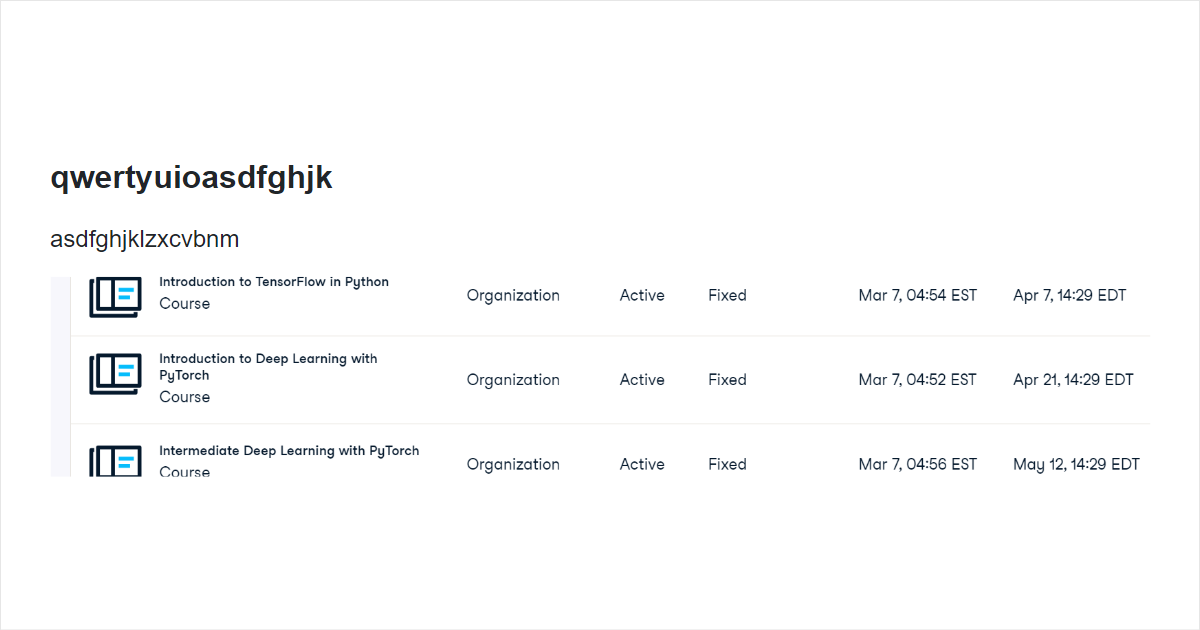 qwertyuioasdfghjk
asdfghjklzxcvbnm
Introduction to TensorFlow in Python
Course
Organization Active Fixed Mar 7, 04:54 EST Apr 7, 14:29 EDT
Introduction to Deep Learning with
PyTorch
Course
Organization Active Fixed Mar 7, 04:52 EST Apr 21, 14:29 EDT
Intermediate Deep Learning with PyTorch
Course
Organization Active Fixed Mar 7, 04:56 EST May 12, 14:29 EDT